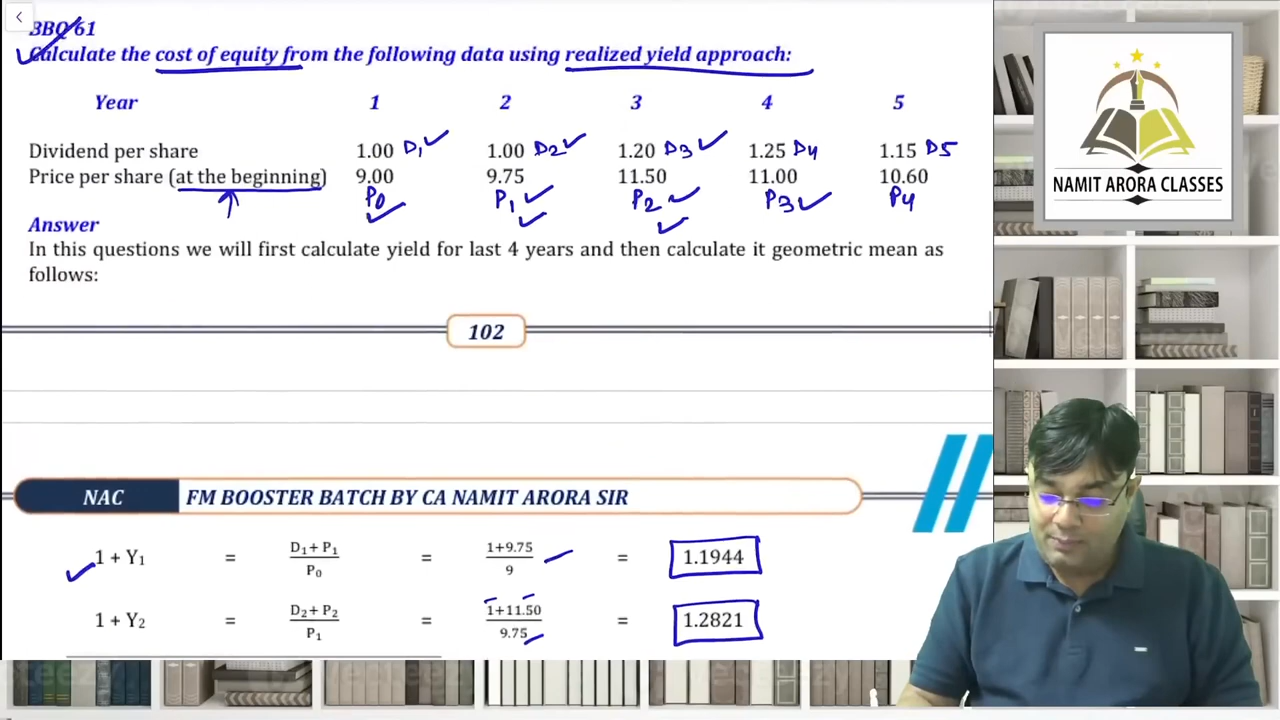 BBQ 61
Calculate the cost of equity from the following data using realized yield approach:
Year 1 2 3 4 5
Dividend per share 1.00 D1 1.00 D2 1.20 D3 1.25 D4 1.15 D5
Price per share (at the beginning) 9.00 9.75 11.50 11.00 10.60
P0 P1 P2 P3 P4
Answer
In this questions we will first calculate yield for last 4 years and then calculate it geometric mean as
follows:
102
NAC FM BOOSTER BATCH BY CA NAMIT ARORA SIR
1 + Y1 = D1 + P1 / P0 = 1+9.75 / 9 = 1.1944
1 + Y2 = D2 + P2 / P1 = 1+11.50 / 9.75 = 1.2821
NAMIT ARORA CLASSES